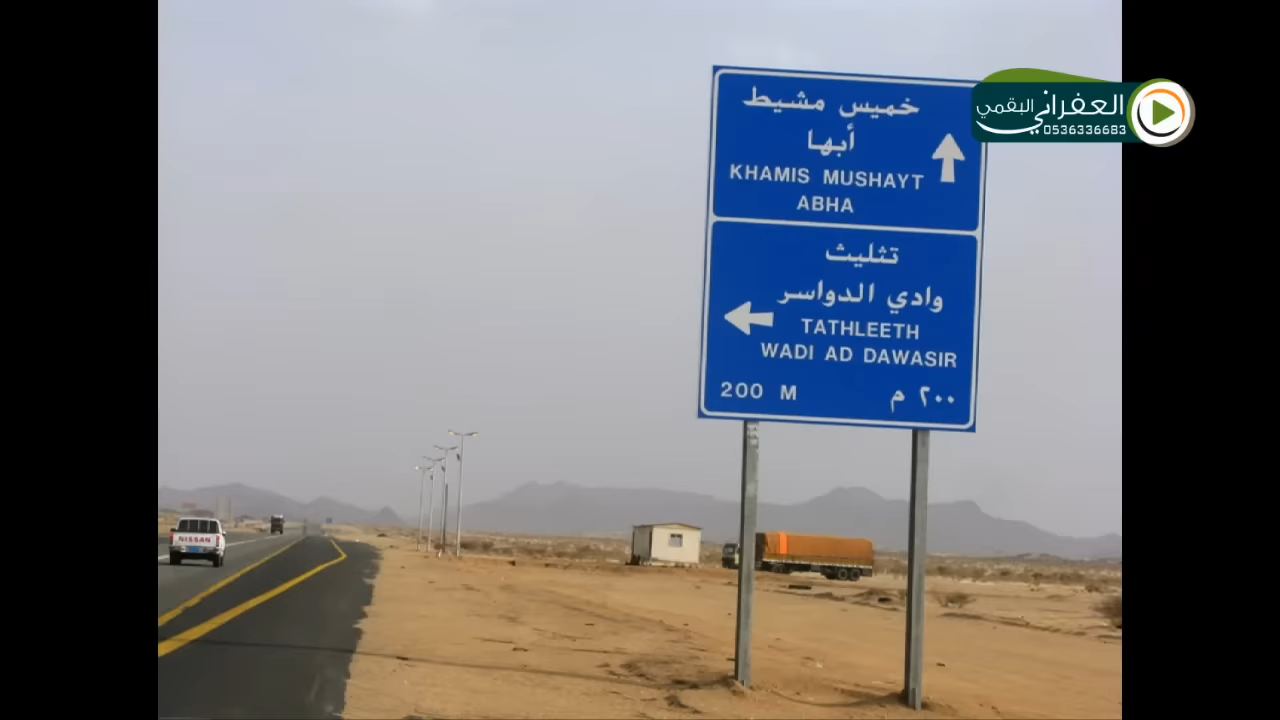 خميس مشيط
أبها
KHAMIS MUSHAYT
ABHA
تثليث
وادي الدواسر
TATHLEETH
WADI AD DAWASIR
200 M
٢٠٠ م
العفراني البقمي
0536336683
NISSAN